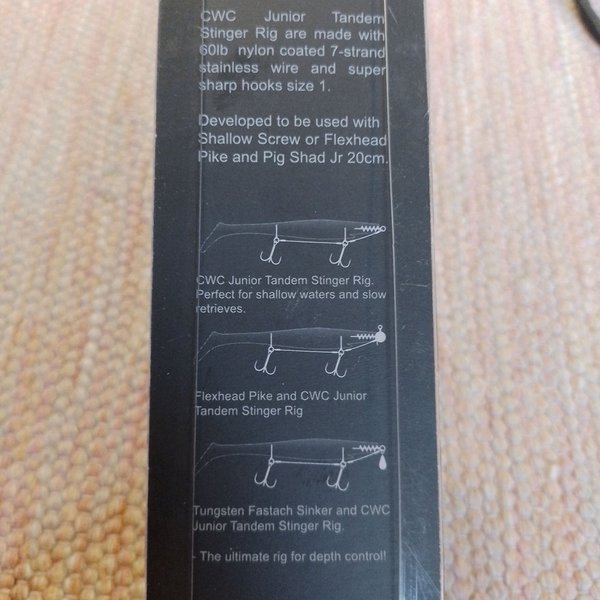 CWC Junior Tandem
Stinger Rig are made with
60lb nylon coated 7-strand
stainless wire and super
sharp hooks size 1.
Developed to be used with
Shallow Screw or Flexhead
Pike and Pig Shad Jr 20cm.
CWC Junior Tandem Stinger Rig.
Perfect for shallow waters and slow
retrieves.
Flexhead Pike and CWC Junior
Tandem Stinger Rig
Tungsten Fastach Sinker and CWC
Junior Tandem Stinger Rig.
- The ultimate rig for depth control!